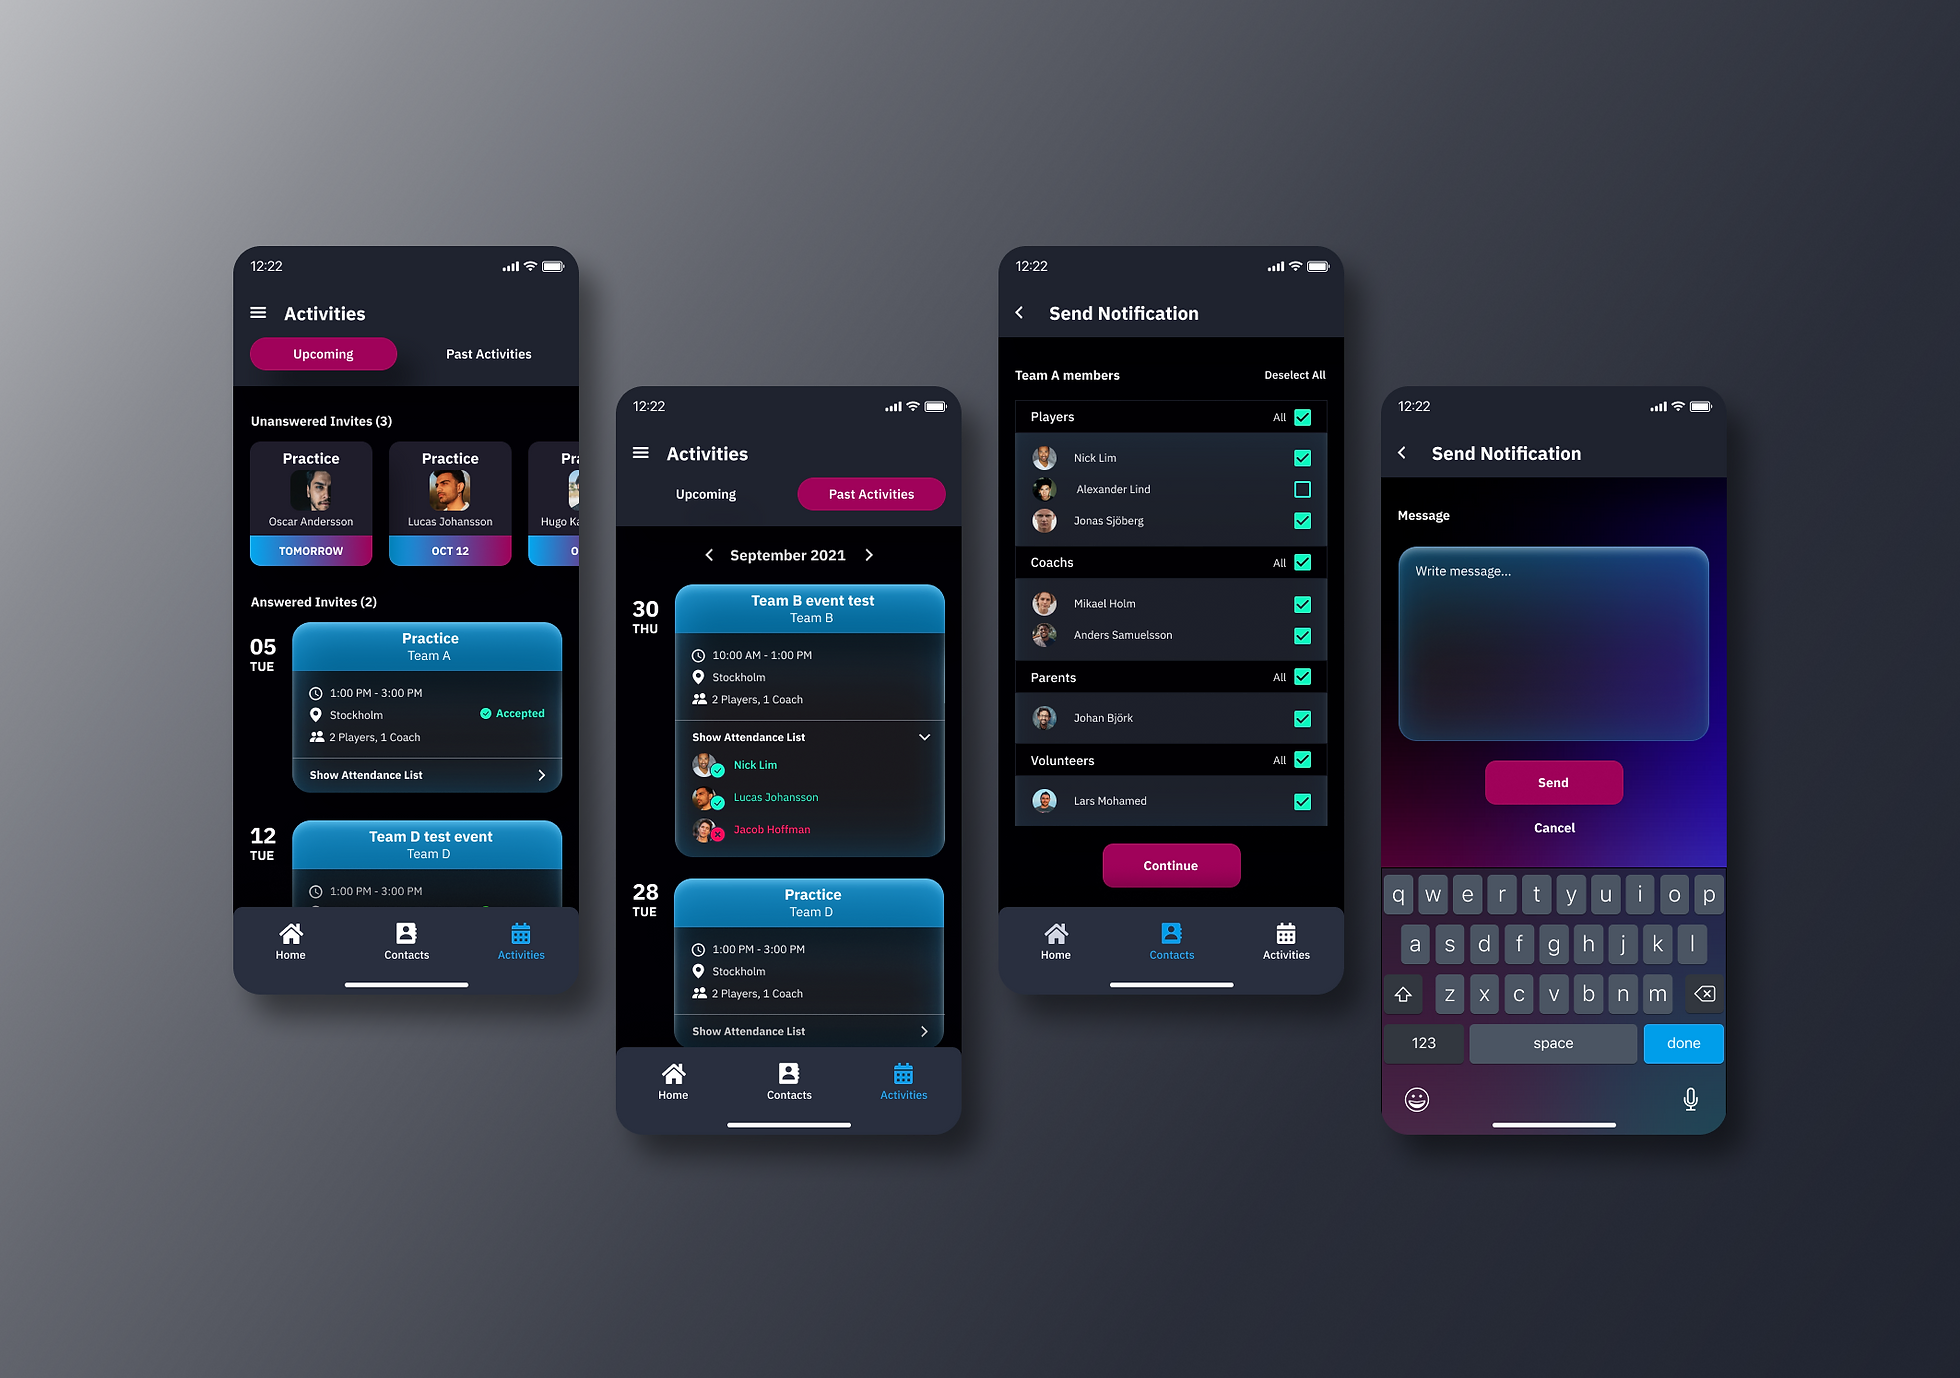 12:22
Activities
Upcoming Past Activities
Unanswered Invites (3)
Practice Practice
Oscar Andersson Lucas Johansson Hugo
TOMORROW OCT 12
Answered Invites (2)
05
TUE
Practice
Team A
1:00 PM - 3:00 PM
Stockholm
Accepted
2 Players, 1 Coach
Show Attendance List
12
TUE
Team D test event
Team D
1:00 PM - 3:00 PM
Home Contacts Activities
12:22
Activities
Upcoming Past Activities
September 2021
30
THU
Team B event test
Team B
10:00 AM - 1:00 PM
Stockholm
2 Players, 1 Coach
Show Attendance List
Nick Lim
Lucas Johansson
Jacob Hoffman
28
TUE
Practice
Team D
1:00 PM - 3:00 PM
Stockholm
2 Players, 1 Coach
Show Attendance List
Home Contacts Activities
12:22
Send Notification
Team A members Deselect All
Players All
Nick Lim
Alexander Lind
Jonas Sjöberg
Coachs All
Mikael Holm
Anders Samuelsson
Parents All
Johan Björk
Volunteers All
Lars Mohamed
Continue
Home Contacts Activities
12:22
Send Notification
Message
Write message...
Send
Cancel
q w e r t y u i o p
a s d f g h j k l
z x c v b n m
123 space done